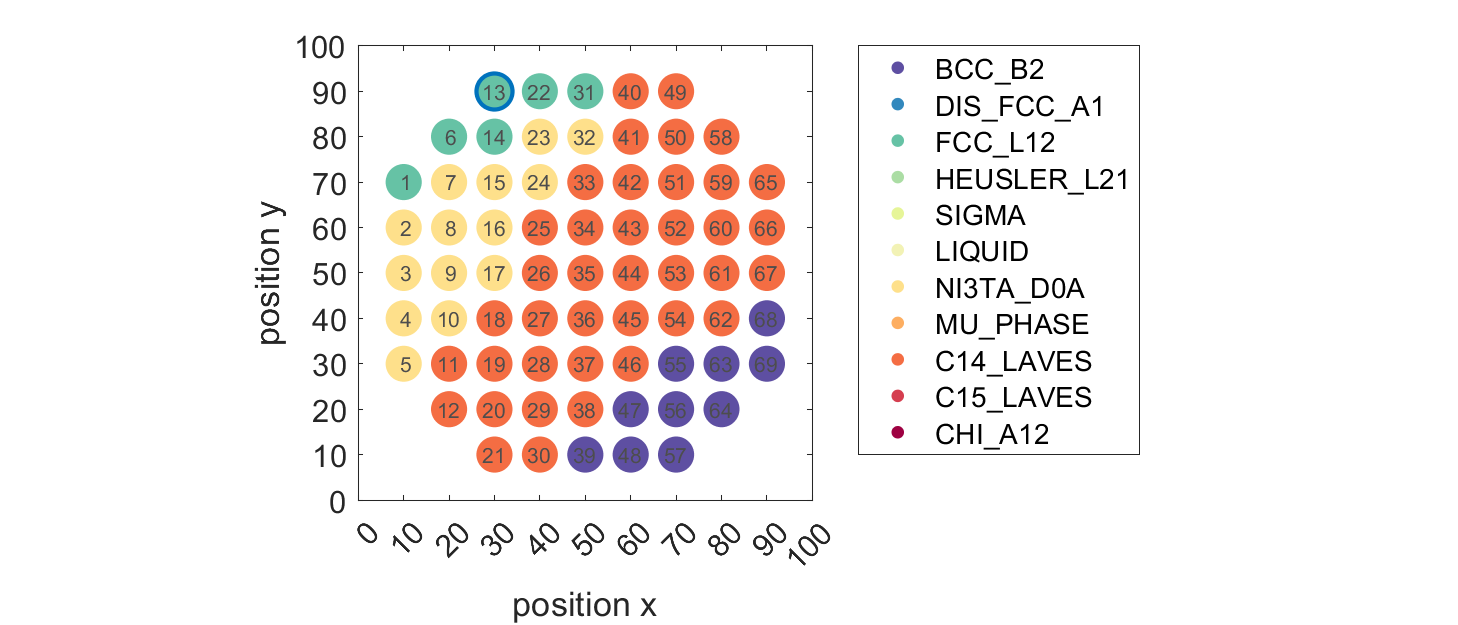 100
90 13 22 31 40 49
80 6 14 23 32 41 50 58
70 1 7 15 24 33 42 51 59 65
60 2 8 16 25 34 43 52 60 66
50 3 9 17 26 35 44 53 61 67
40 4 10 18 27 36 45 54 62 68
30 5 11 19 28 37 46 55 63 69
20 12 20 29 38 47 56 64
10 21 30 39 48 57
0
0 10 20 30 40 50 60 70 80 90 100
position x
position y
BCC_B2
DIS_FCC_A1
FCC_L12
HEUSLER_L21
SIGMA
LIQUID
NI3TA_D0A
MU_PHASE
C14_LAVES
C15_LAVES
CHI_A12